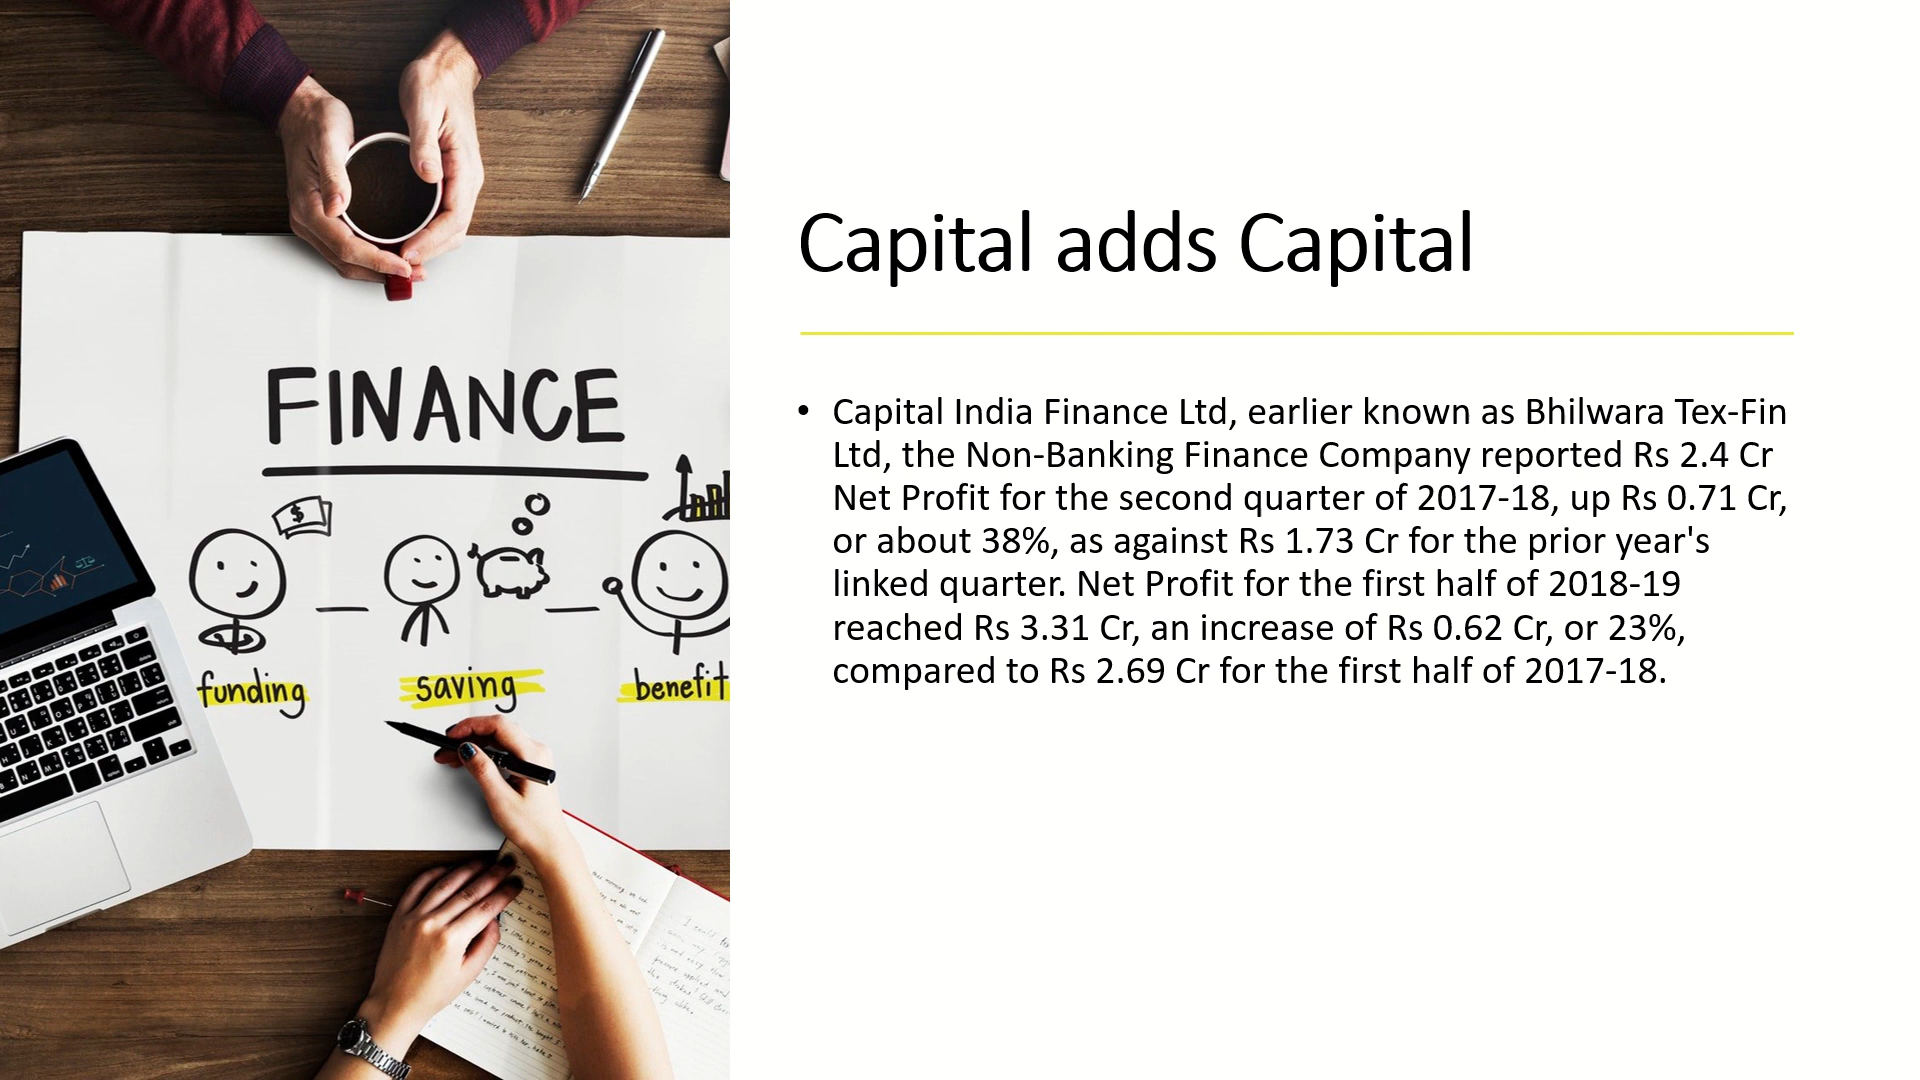 Capital adds Capital
FINANCE
$
funding
saving
benefit
• Capital India Finance Ltd, earlier known as Bhilwara Tex-Fin
Ltd, the Non-Banking Finance Company reported Rs 2.4 Cr
Net Profit for the second quarter of 2017-18, up Rs 0.71 Cr,
or about 38%, as against Rs 1.73 Cr for the prior year's
linked quarter. Net Profit for the first half of 2018-19
reached Rs 3.31 Cr, an increase of Rs 0.62 Cr, or 23%,
compared to Rs 2.69 Cr for the first half of 2017-18.